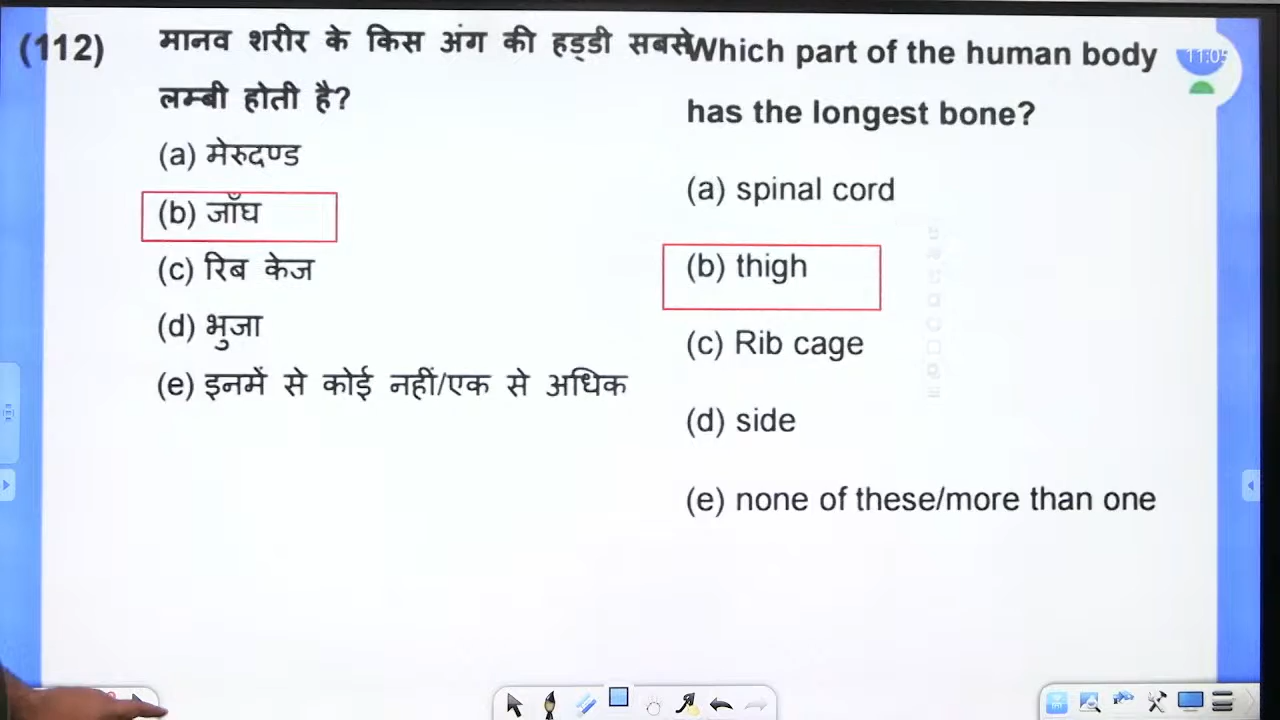 (112)
मानव शरीर के किस अंग की हड्डी सबसे
लम्बी होती है?
(a) मेरुदण्ड
(b) जाँघ
(c) रिब केज
(d) भुजा
(e) इनमें से कोई नहीं/एक से अधिक
Which part of the human body
has the longest bone?
(a) spinal cord
(b) thigh
(c) Rib cage
(d) side
(e) none of these/more than one
11:05